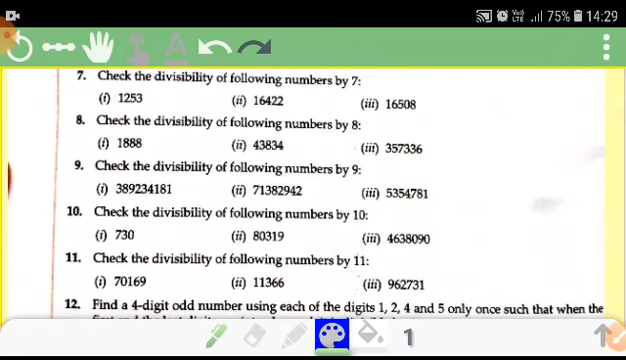 Vo)) LTE 75% 14:29
A
7. Check the divisibility of following numbers by 7:
(i) 1253 (ii) 16422 (iii) 16508
8. Check the divisibility of following numbers by 8:
(i) 1888 (ii) 43834 (iii) 357336
9. Check the divisibility of following numbers by 9:
(i) 389234181 (ii) 71382942 (iii) 5354781
10. Check the divisibility of following numbers by 10:
(i) 730 (ii) 80319 (iii) 4638090
11. Check the divisibility of following numbers by 11:
(i) 70169 (ii) 11366 (iii) 962731
12. Find a 4-digit odd number using each of the digits 1, 2, 4 and 5 only once such that when the
1